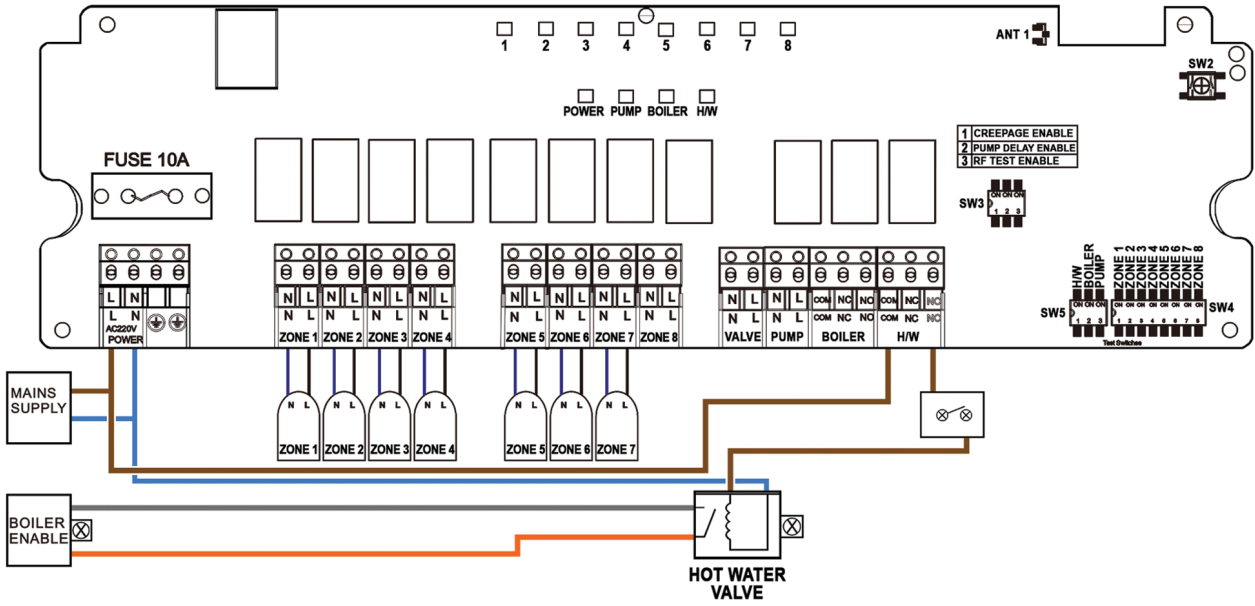 1 2 3 4 5 6 7 8
ANT 1
SW2
POWER PUMP BOILER H/W
1 CREEPAGE ENABLE
2 PUMP DELAY ENABLE
3 RF TEST ENABLE
FUSE 10A
SW3
ON ON ON
1 2 3
L N
L N
AC220V
POWER
N L N L N L N L
N L N L N L N L
ZONE 1 ZONE 2 ZONE 3 ZONE 4
N L N L N L N L
N L N L N L N L
ZONE 5 ZONE 6 ZONE 7 ZONE 8
N L N L COM NC NO COM NC NO
N L N L COM NC NO COM NC NO
VALVE PUMP BOILER H/W
H/W
BOILER
PUMP
ZONE 1
ZONE 2
ZONE 3
ZONE 4
ZONE 5
ZONE 6
ZONE 7
ZONE 8
SW5
ON ON ON
1 2 3
ON ON ON ON ON ON ON ON
1 2 3 4 5 6 7 8
SW4
Test Switches
MAINS
SUPPLY
N L N L N L N L
ZONE 1 ZONE 2 ZONE 3 ZONE 4
N L N L N L
ZONE 5 ZONE 6 ZONE 7
BOILER
ENABLE
HOT WATER
VALVE